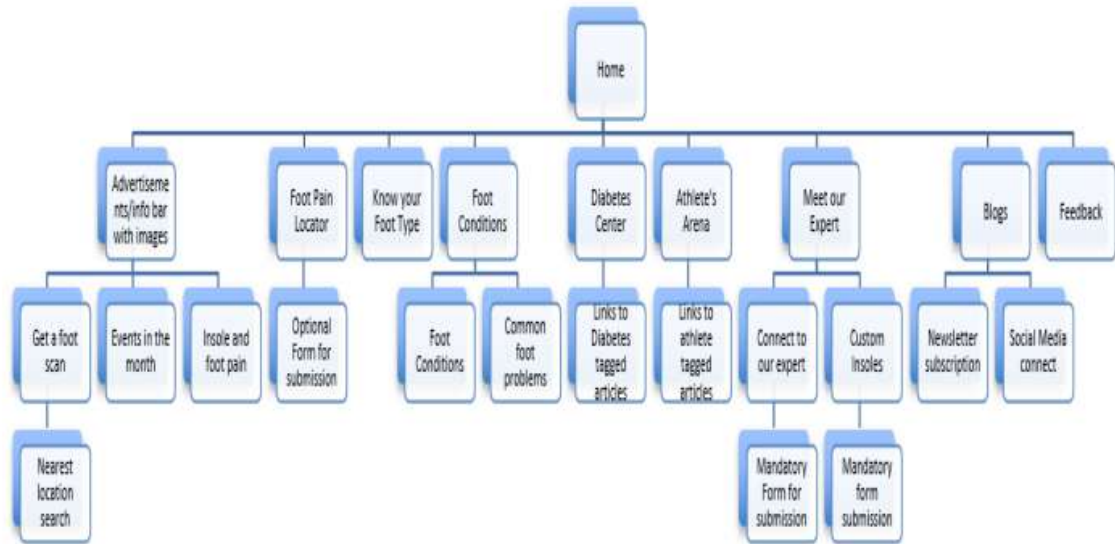 Home
Advertiseme
nts/info bar
with images
Foot Pain
Locator
Know your
Foot Type
Foot
Conditions
Diabetes
Center
Athlete's
Arena
Meet our
Expert
Blogs
Feedback
Get a foot
scan
Events in the
month
Insole and
foot pain
Optional
Form for
submission
Foot
Conditions
Common
foot
problems
Links to
Diabetes
tagged
articles
Links to
athlete
tagged
articles
Connect to
our expert
Custom
Insoles
Newsletter
subscription
Social Media
connect
Nearest
location
search
Mandatory
Form for
submission
Mandatory
form
submission